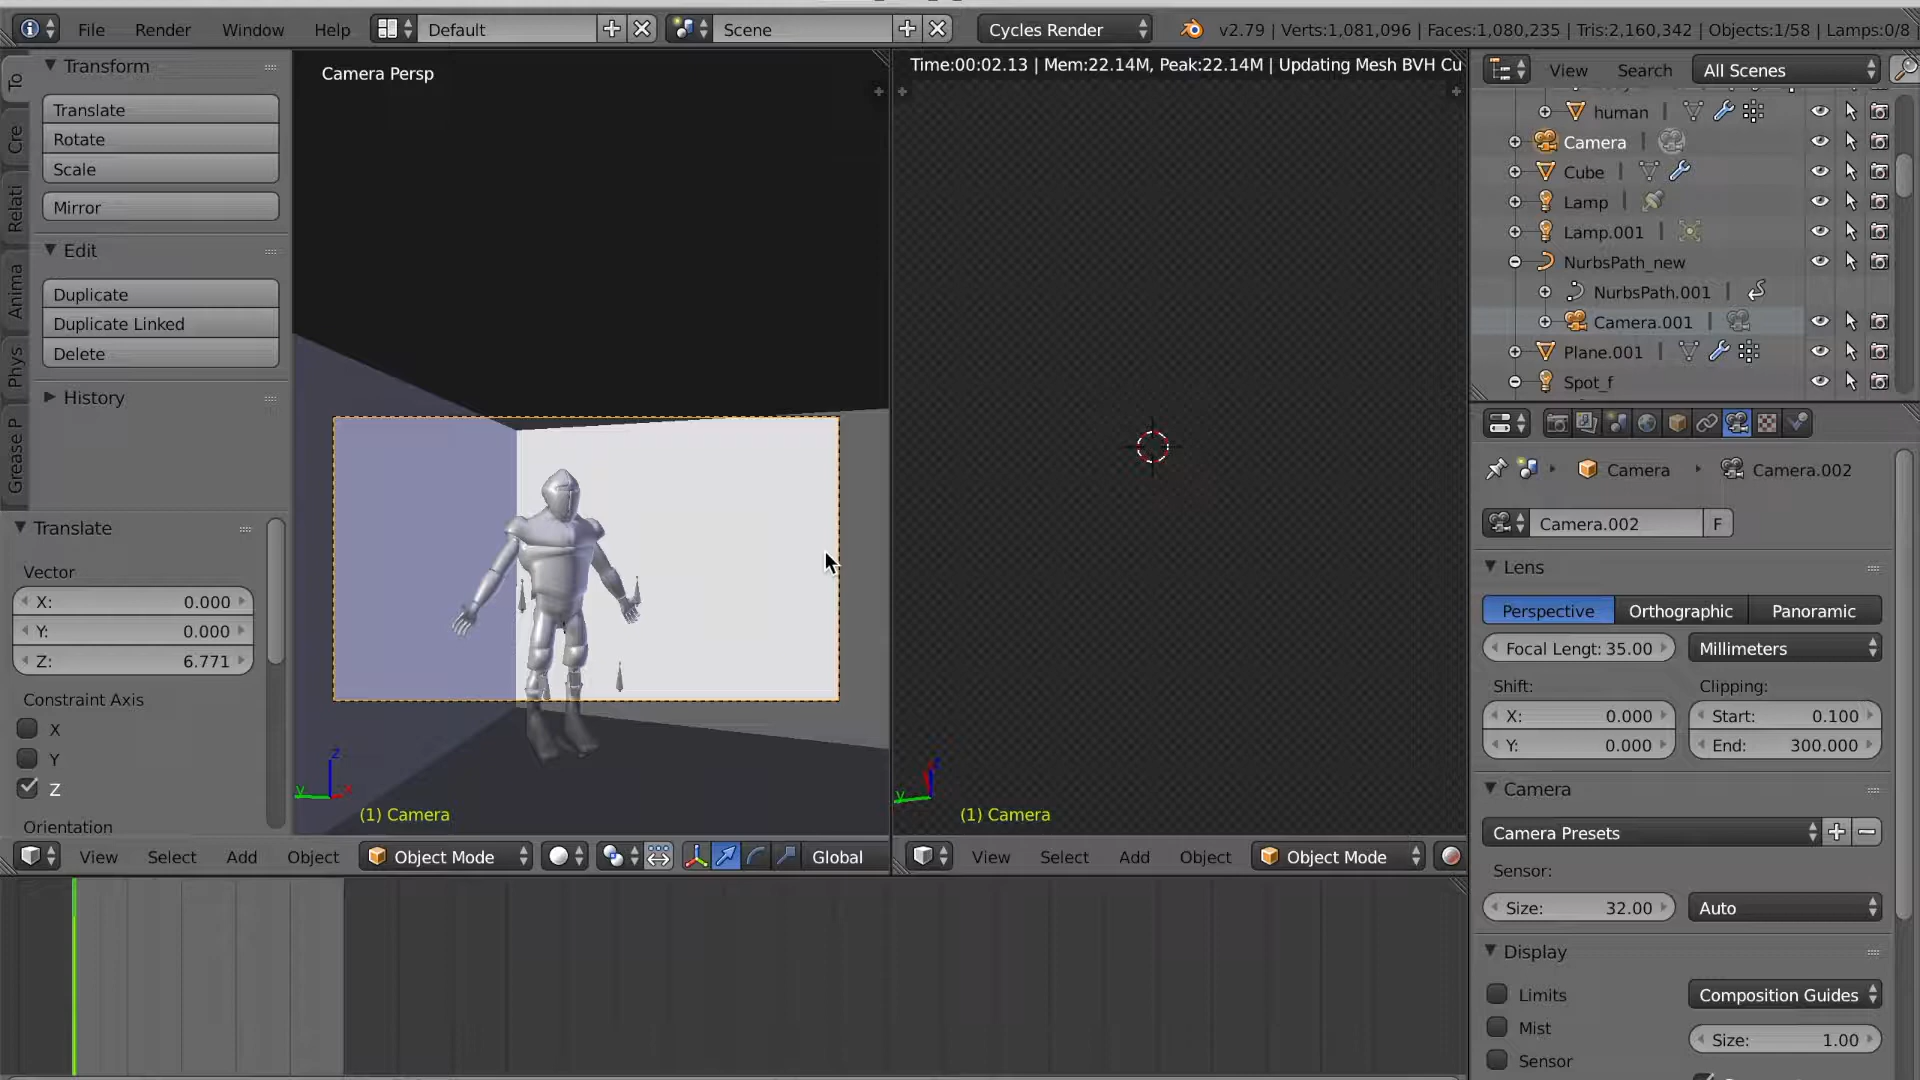 File Render Window Help Default Scene Cycles Render v2.79 | Verts:1,081,096 | Faces:1,080,235 | Tris:2,160,342 | Objects:1/58 | Lamps:0/8
To
Cre
Relati
Anima
Phys
Grease P
Transform
Translate
Rotate
Scale
Mirror
Edit
Duplicate
Duplicate Linked
Delete
History
Translate
Vector
X: 0.000
Y: 0.000
Z: 6.771
Constraint Axis
X
Y
Z
Orientation
Camera Persp
z
y
(1) Camera
View Select Add Object Object Mode Global
Time:00:02.13 | Mem:22.14M, Peak:22.14M | Updating Mesh BVH Cu
y
(1) Camera
View Select Add Object Object Mode
View Search All Scenes
human
Camera
Cube
Lamp
Lamp.001
NurbsPath_new
NurbsPath.001
Camera.001
Plane.001
Spot_f
Camera Camera.002
Camera.002 F
Lens
Perspective Orthographic Panoramic
Focal Lengt: 35.00 Millimeters
Shift: Clipping:
X: 0.000 Start: 0.100
Y: 0.000 End: 300.000
Camera
Camera Presets
Sensor:
Size: 32.00 Auto
Display
Limits Composition Guides
Mist
Size: 1.00
Sensor